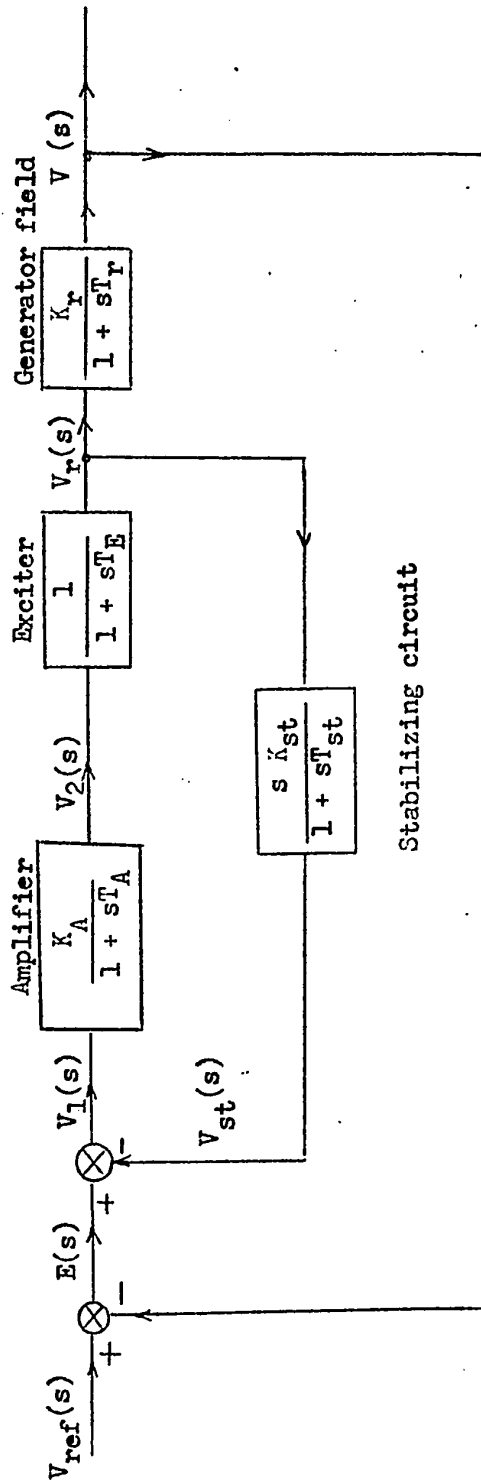 V_ref(s)
+
−
E(s)
+
−
V_1(s)
V_st(s)
Amplifier
K_A
1 + sT_A
V_2(s)
Exciter
1
1 + sT_E
V_r(s)
s K_st
1 + sT_st
Stabilizing circuit
Generator field
K_r
1 + sT_r
V (s)